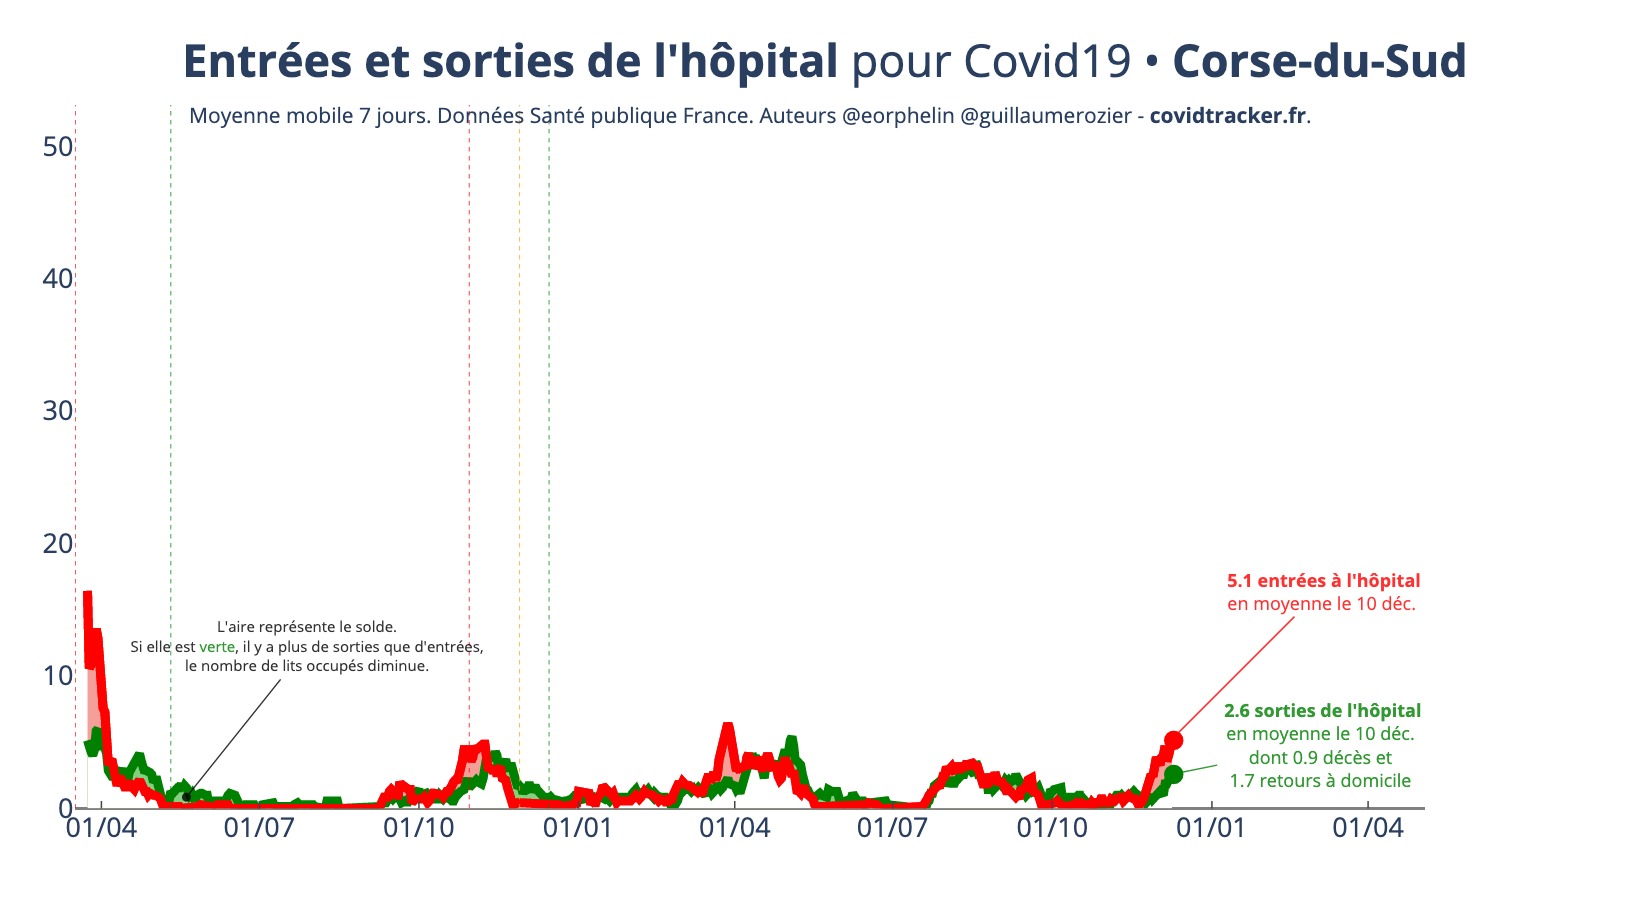 Entrées et sorties de l'hôpital pour Covid19 • Corse-du-Sud
Moyenne mobile 7 jours. Données Santé publique France. Auteurs @eorphelin @guillaumerozier - covidtracker.fr.
50
40
30
20
10
0
L'aire représente le solde.
Si elle est verte, il y a plus de sorties que d'entrées,
le nombre de lits occupés diminue.
5.1 entrées à l'hôpital
en moyenne le 10 déc.
2.6 sorties de l'hôpital
en moyenne le 10 déc.
dont 0.9 décès et
1.7 retours à domicile
01/04 01/07 01/10 01/01 01/04 01/07 01/10 01/01 01/04